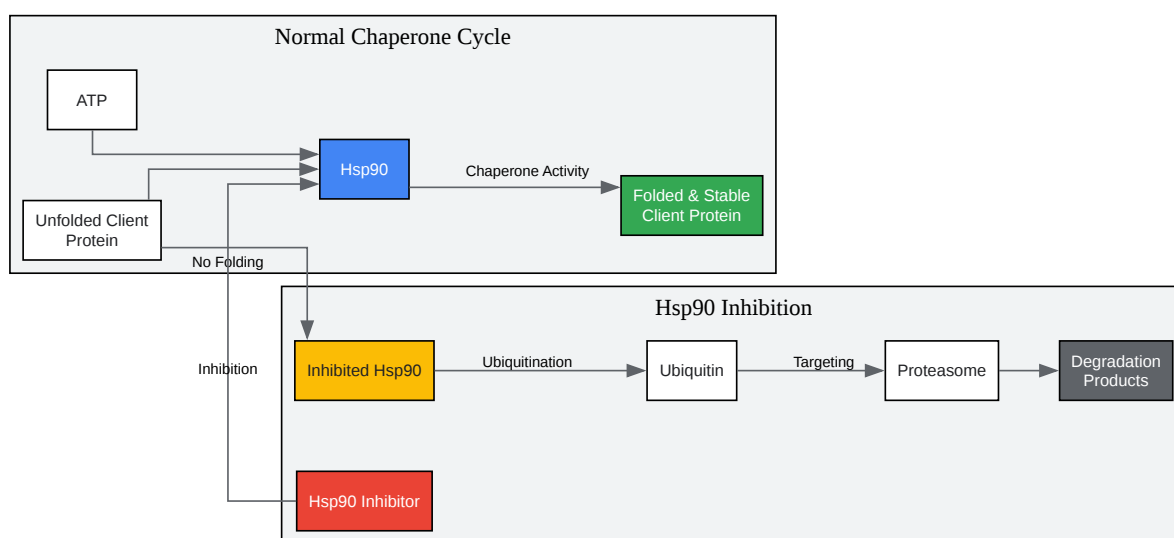 Normal Chaperone Cycle
ATP
Hsp90
Chaperone Activity
Folded & Stable
Client Protein
Unfolded Client
Protein
No Folding
Hsp90 Inhibition
Inhibition
Inhibited Hsp90
Ubiquitination
Ubiquitin
Targeting
Proteasome
Degradation
Products
Hsp90 Inhibitor